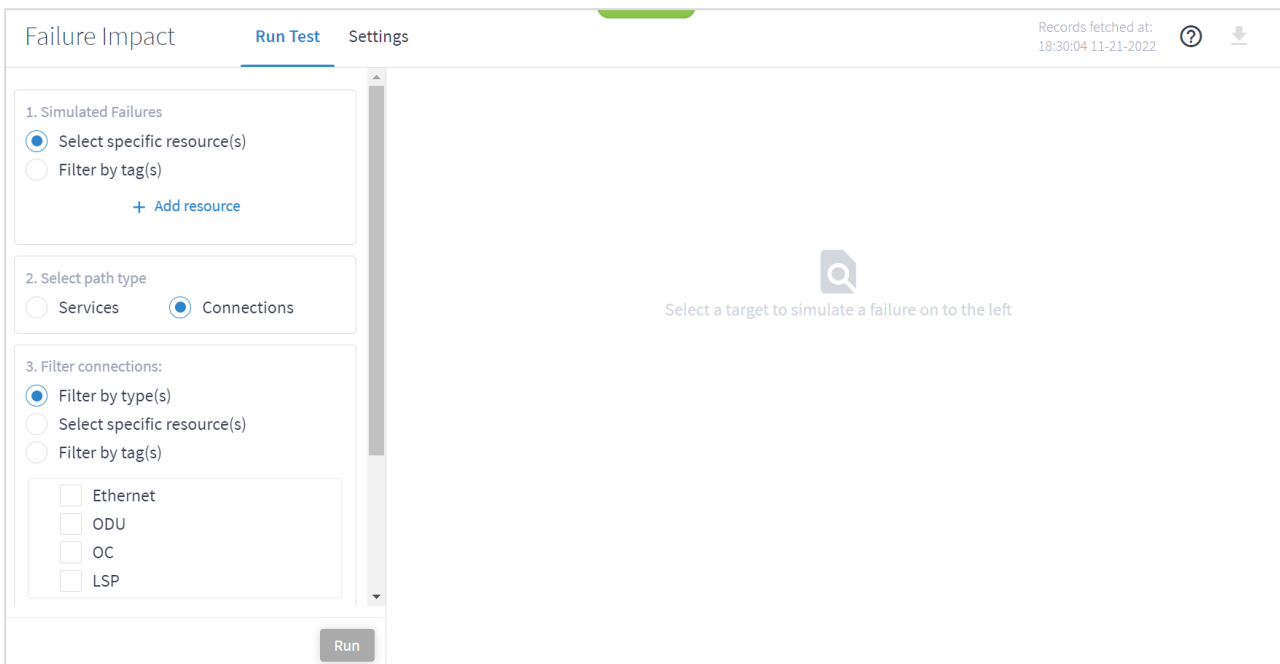 Failure Impact
Run Test
Settings
Records fetched at:
18:30:04 11-21-2022
1. Simulated Failures
Select specific resource(s)
Filter by tag(s)
+ Add resource
2. Select path type
Services
Connections
3. Filter connections:
Filter by type(s)
Select specific resource(s)
Filter by tag(s)
Ethernet
ODU
OC
LSP
Run
Select a target to simulate a failure on to the left